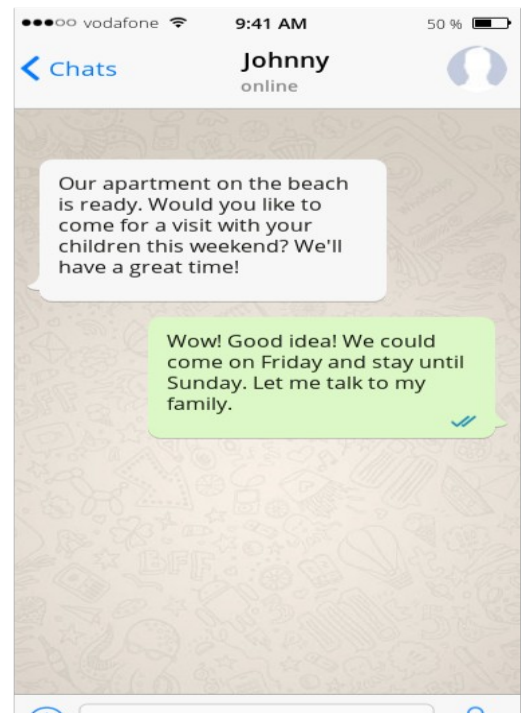 vodafone 9:41 AM 50 %
Chats Johnny
online
Our apartment on the beach
is ready. Would you like to
come for a visit with your
children this weekend? We'll
have a great time!
Wow! Good idea! We could
come on Friday and stay until
Sunday. Let me talk to my
family.
BFF